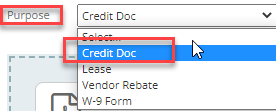 Purpose Credit Doc
Select...
Credit Doc
Lease
Vendor Rebate
W-9 Form